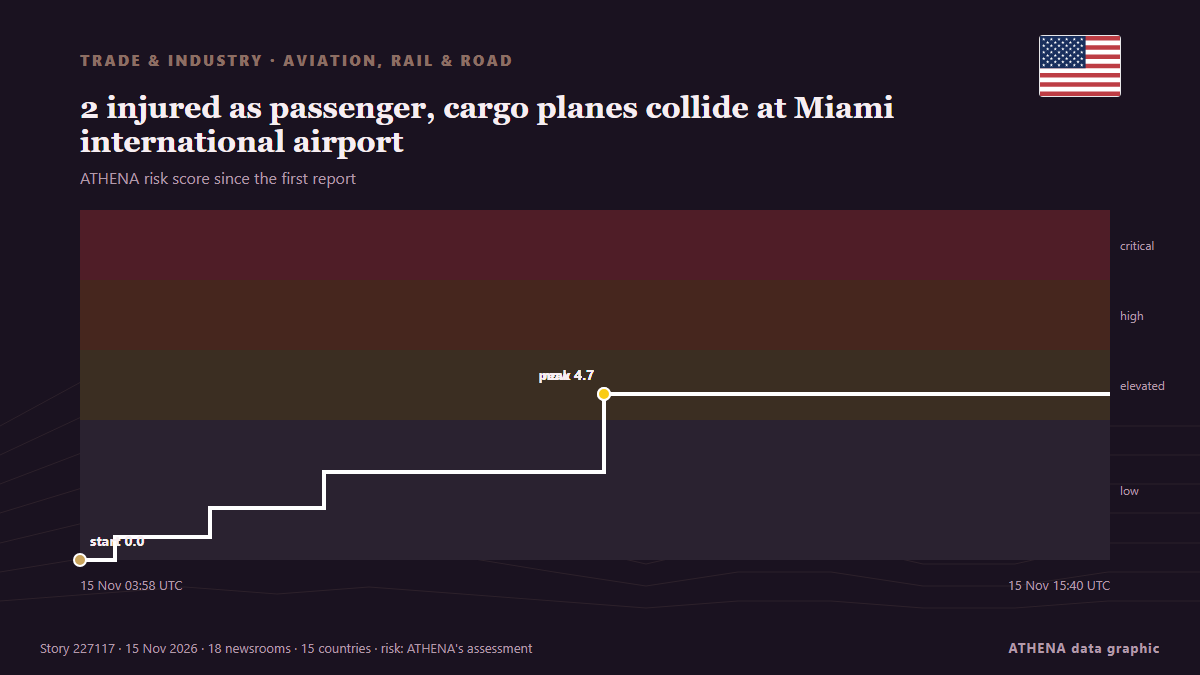 TRADE & INDUSTRY · AVIATION, RAIL & ROAD
2 injured as passenger, cargo planes collide at Miami
international airport
ATHENA risk score since the first report
critical
high
peak 4.7
elevated
low
start 0.0
15 Nov 03:58 UTC
15 Nov 15:40 UTC
Story 227117 · 15 Nov 2026 · 18 newsrooms · 15 countries · risk: ATHENA's assessment
ATHENA data graphic